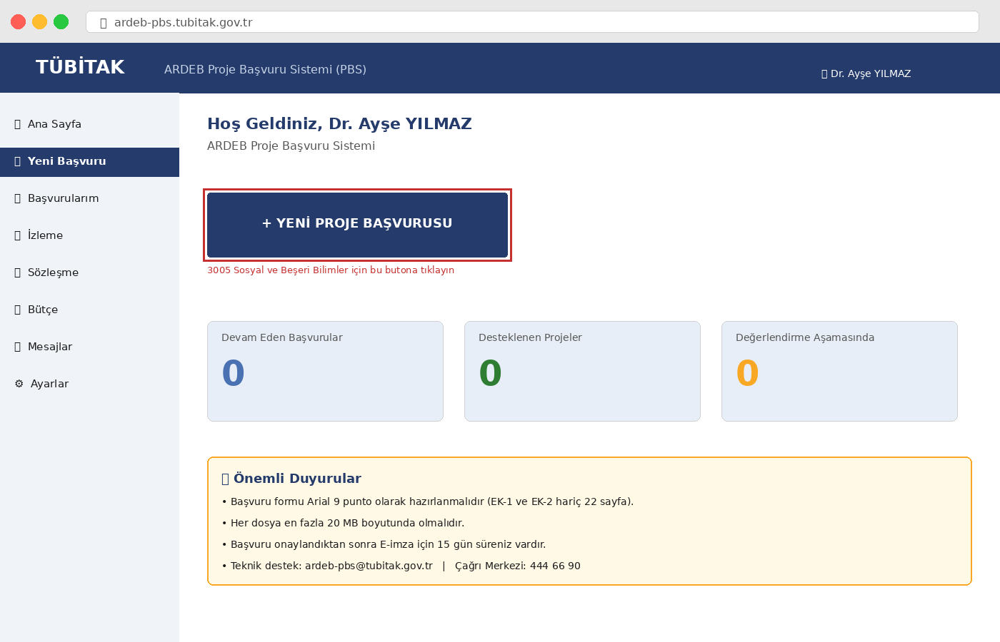 ardeb-pbs.tubitak.gov.tr
TÜBİTAK
ARDEB Proje Başvuru Sistemi (PBS)
Dr. Ayşe YILMAZ
Ana Sayfa
Yeni Başvuru
Başvurularım
İzleme
Sözleşme
Bütçe
Mesajlar
⚙ Ayarlar
Hoş Geldiniz, Dr. Ayşe YILMAZ
ARDEB Proje Başvuru Sistemi
+ YENİ PROJE BAŞVURUSU
3005 Sosyal ve Beşeri Bilimler için bu butona tıklayın
Devam Eden Başvurular
0
Desteklenen Projeler
0
Değerlendirme Aşamasında
0
Önemli Duyurular
• Başvuru formu Arial 9 punto olarak hazırlanmalıdır (EK-1 ve EK-2 hariç 22 sayfa).
• Her dosya en fazla 20 MB boyutunda olmalıdır.
• Başvuru onaylandıktan sonra E-imza için 15 gün süreniz vardır.
• Teknik destek: ardeb-pbs@tubitak.gov.tr | Çağrı Merkezi: 444 66 90